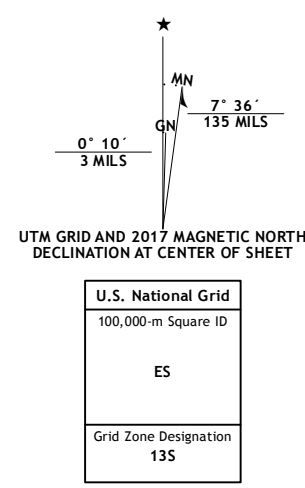 MN
7° 36´
135 MILS
GN
0° 10´
3 MILS
UTM GRID AND 2017 MAGNETIC NORTH
DECLINATION AT CENTER OF SHEET
U.S. National Grid
100,000-m Square ID
ES
Grid Zone Designation
13S